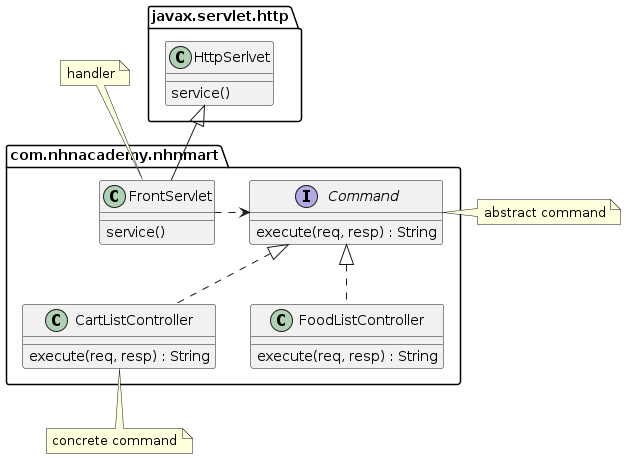 javax.servlet.http
C HttpSerlvet
service()
handler
com.nhnacademy.nhnmart
C FrontServlet
service()
I Command
execute(req, resp) : String
abstract command
C CartListController
execute(req, resp) : String
C FoodListController
execute(req, resp) : String
concrete command